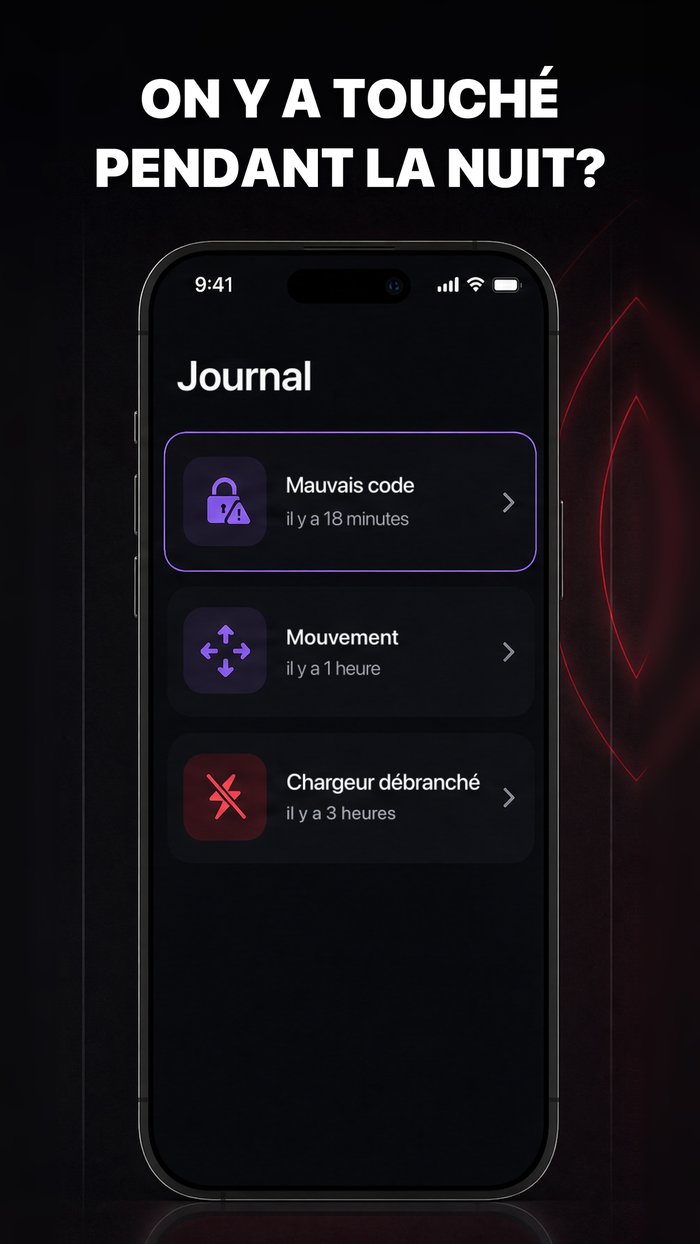 ON Y A TOUCHÉ
PENDANT LA NUIT?
9:41
Journal
Mauvais code
il y a 18 minutes
Mouvement
il y a 1 heure
Chargeur débranché
il y a 3 heures